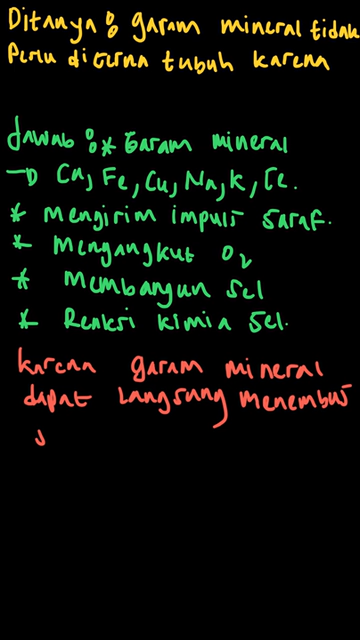 Ditanya : garam mineral tidak
Perlu dicerna tubuh karena
Jawab : * Garam mineral
→ Ca, Fe, Cu, Na, K, Ce.
* Mengirim impuls saraf.
* Mengangkut O2
* Membangun Sel
* Reaksi kimia Sel.
Karena garam mineral
dapat Langsung menembus